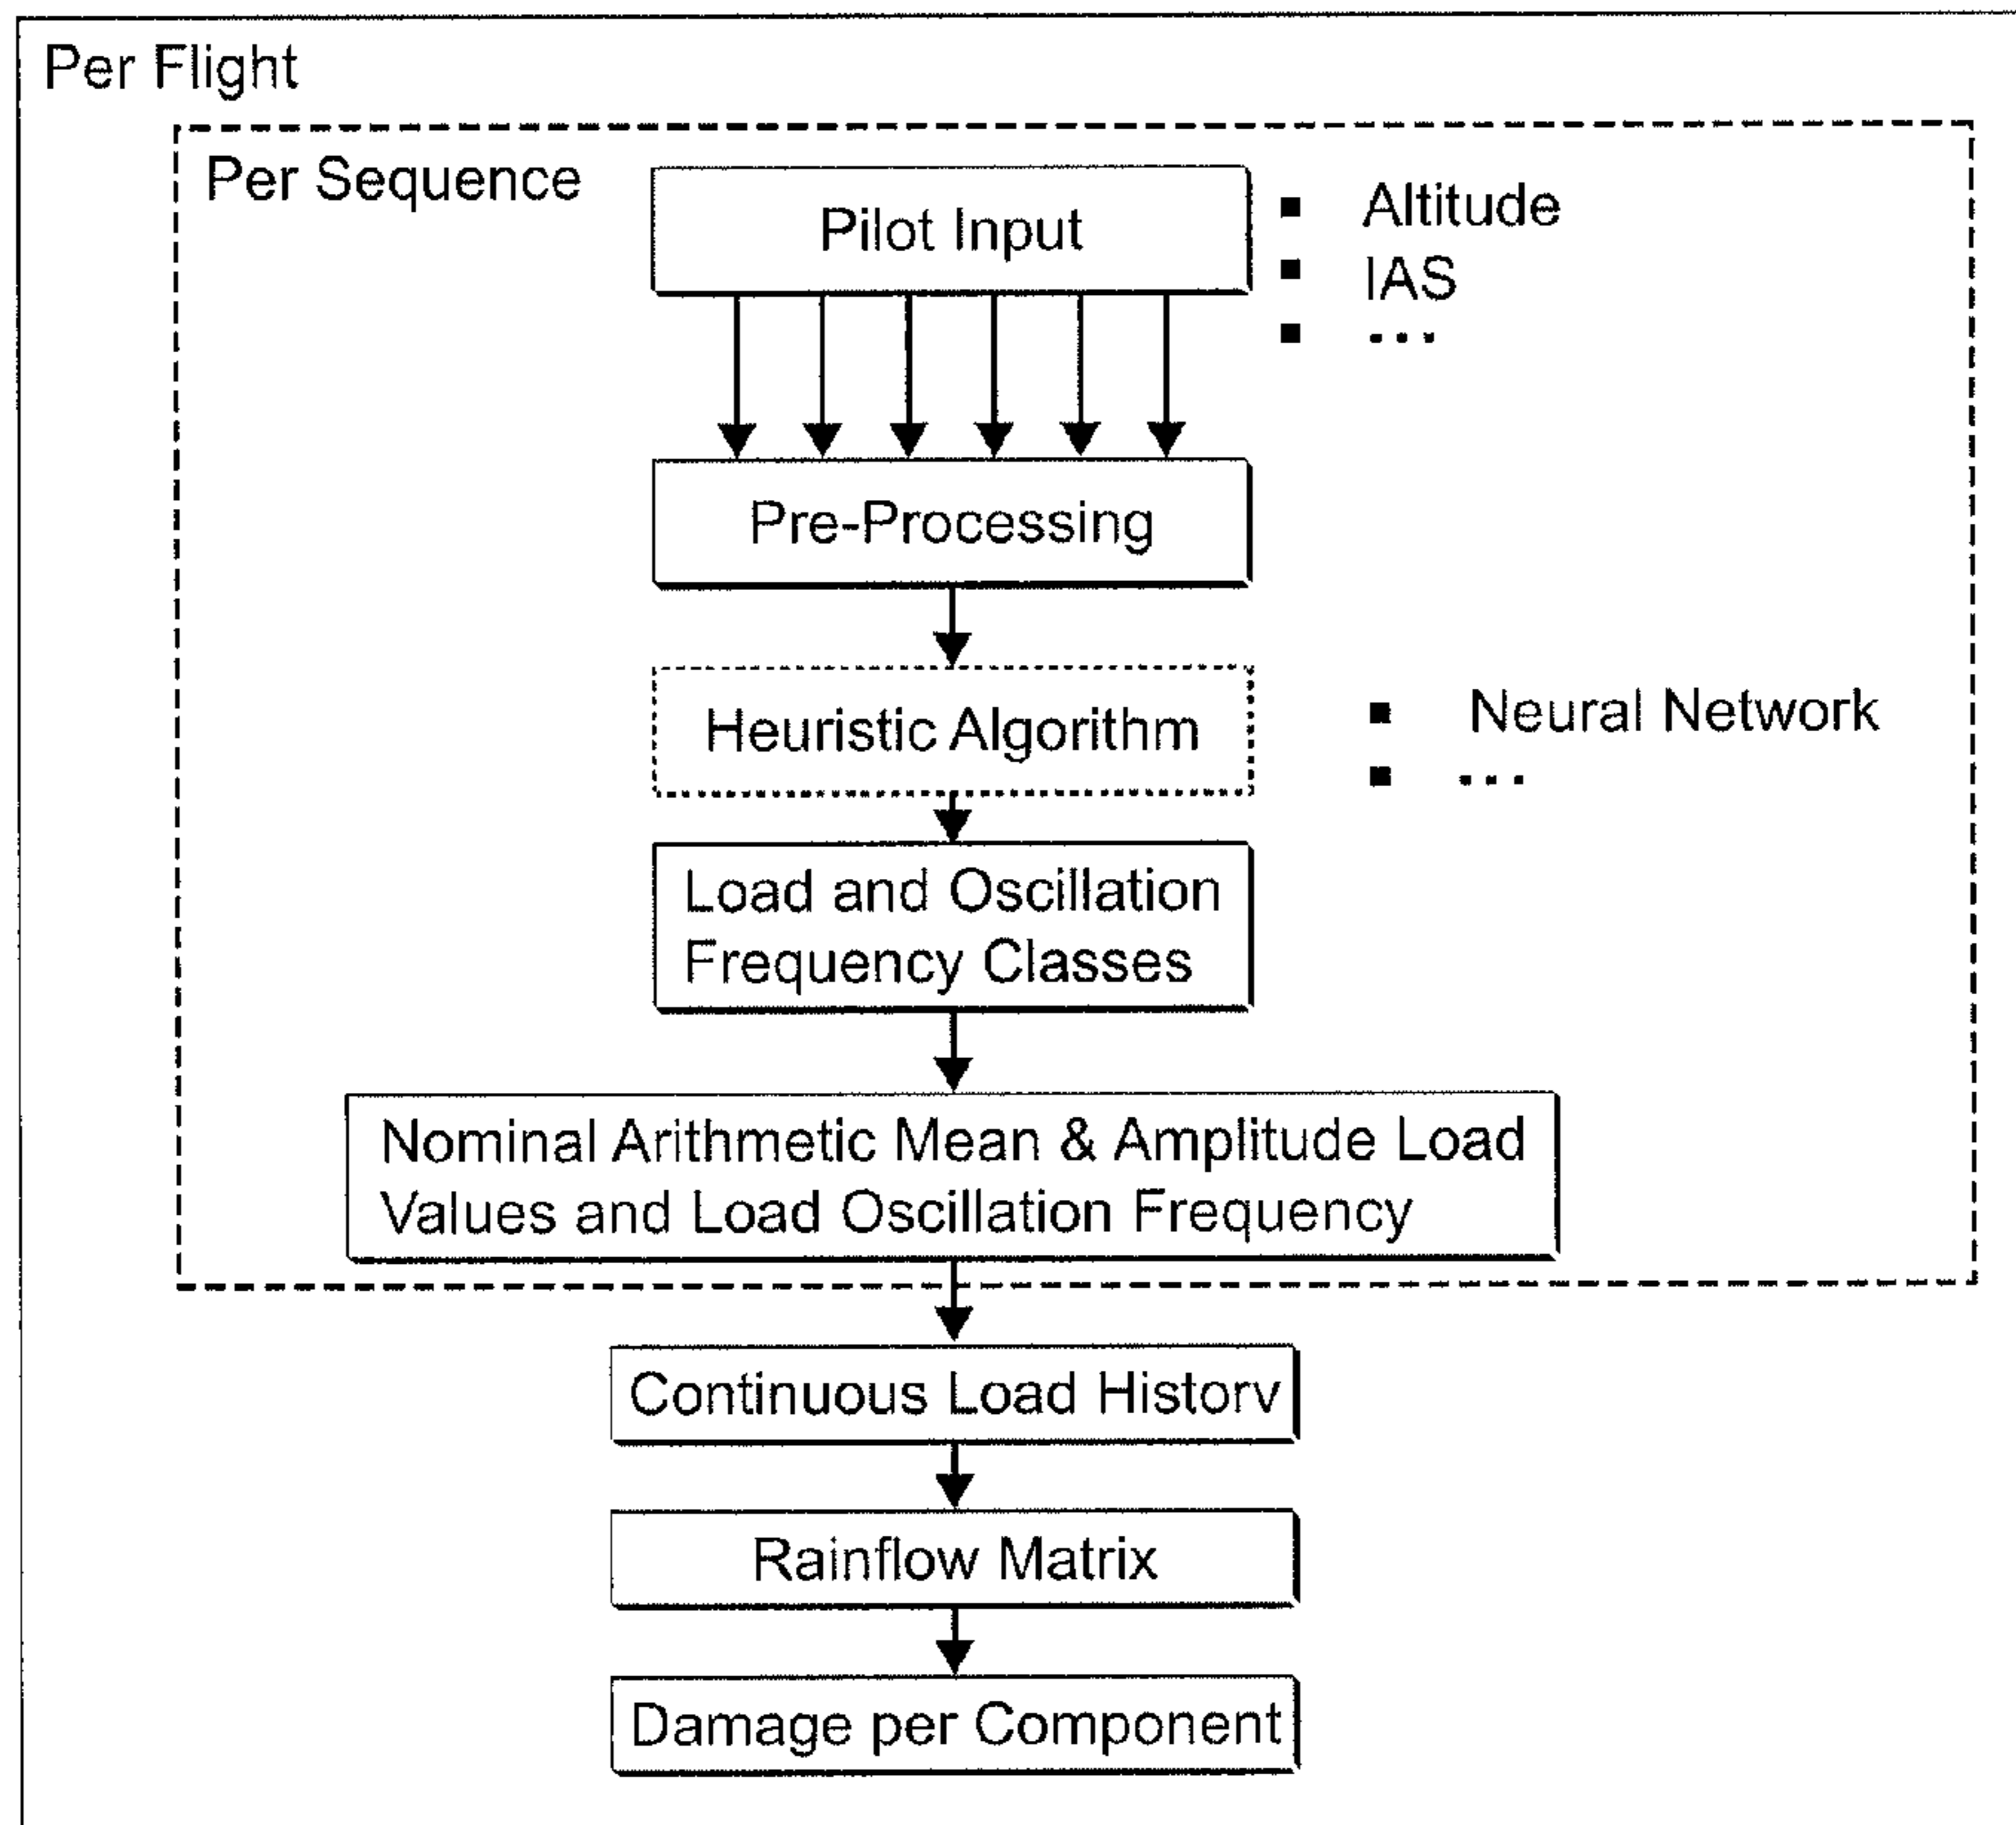 Per Flight
Per Sequence
Pilot Input
▪ Altitude
▪ IAS
▪ ...
Pre-Processing
Heuristic Algorithm
▪ Neural Network
▪ ...
Load and Oscillation
Frequency Classes
Nominal Arithmetic Mean & Amplitude Load
Values and Load Oscillation Frequency
Continuous Load History
Rainflow Matrix
Damage per Component